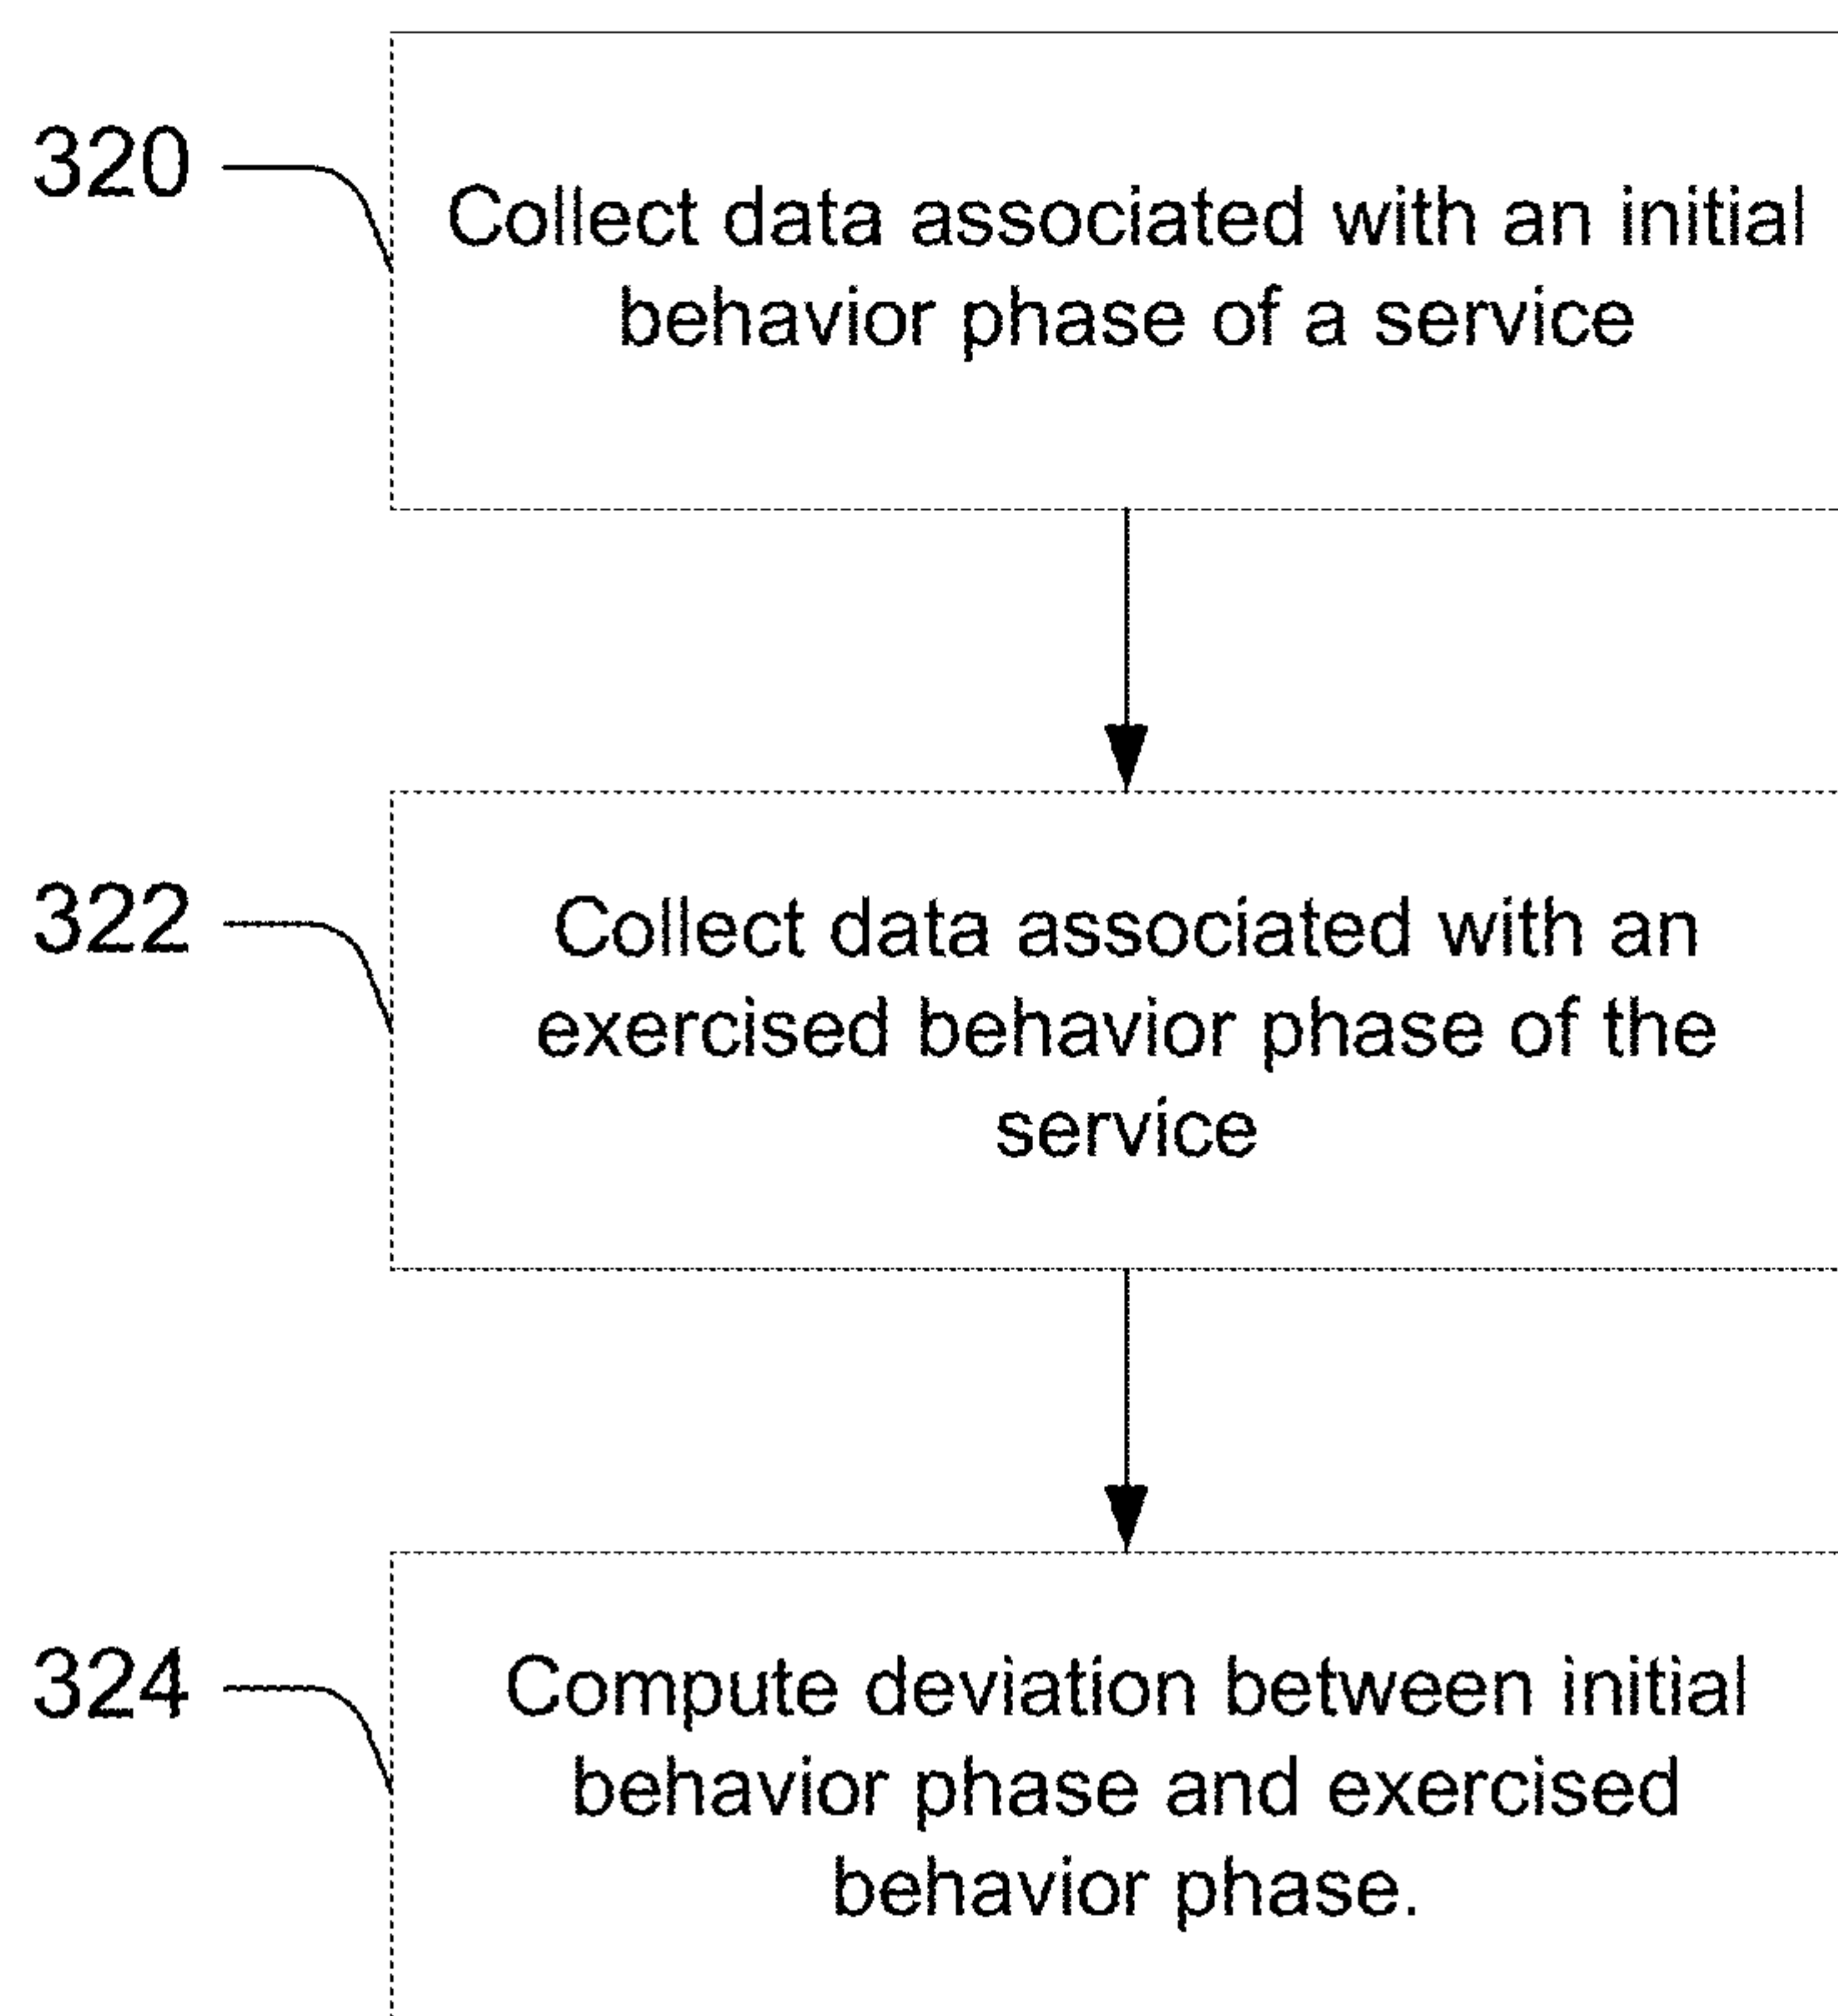 320
Collect data associated with an initial
behavior phase of a service
322
Collect data associated with an
exercised behavior phase of the
service
324
Compute deviation between initial
behavior phase and exercised
behavior phase.